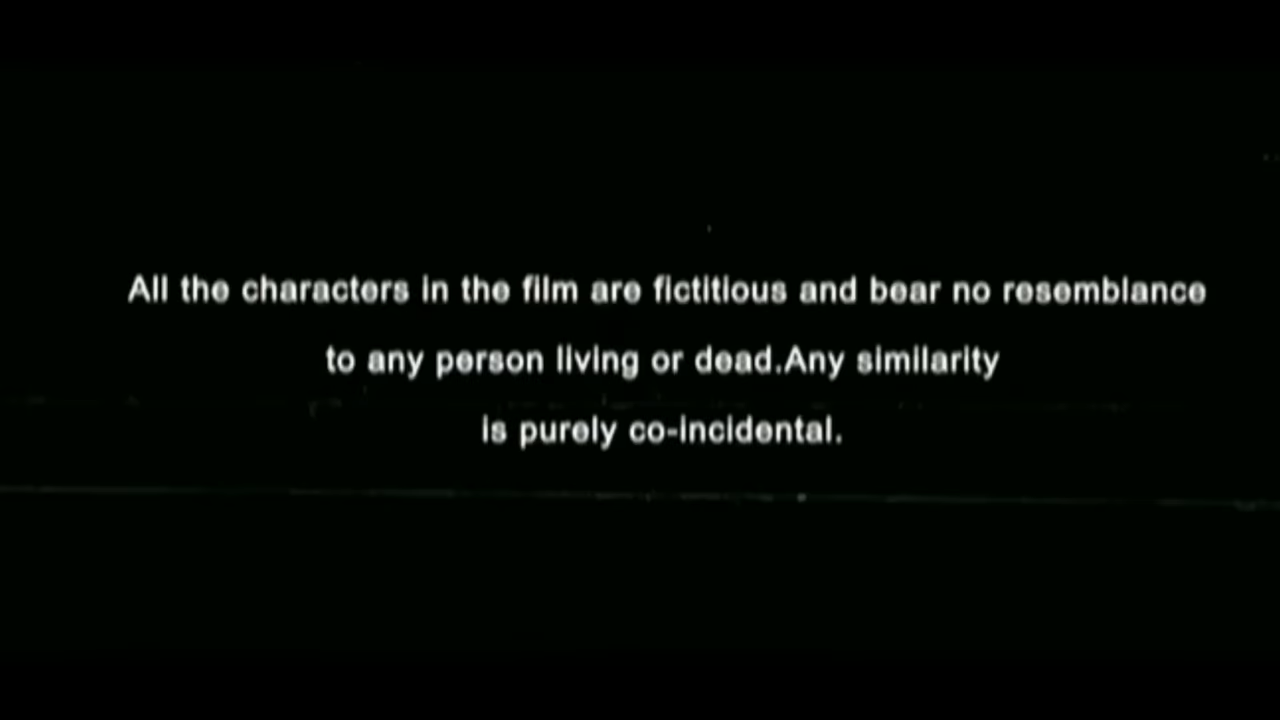 All the characters in the film are fictitious and bear no resemblance
to any person living or dead.Any similarity
is purely co-incidental.